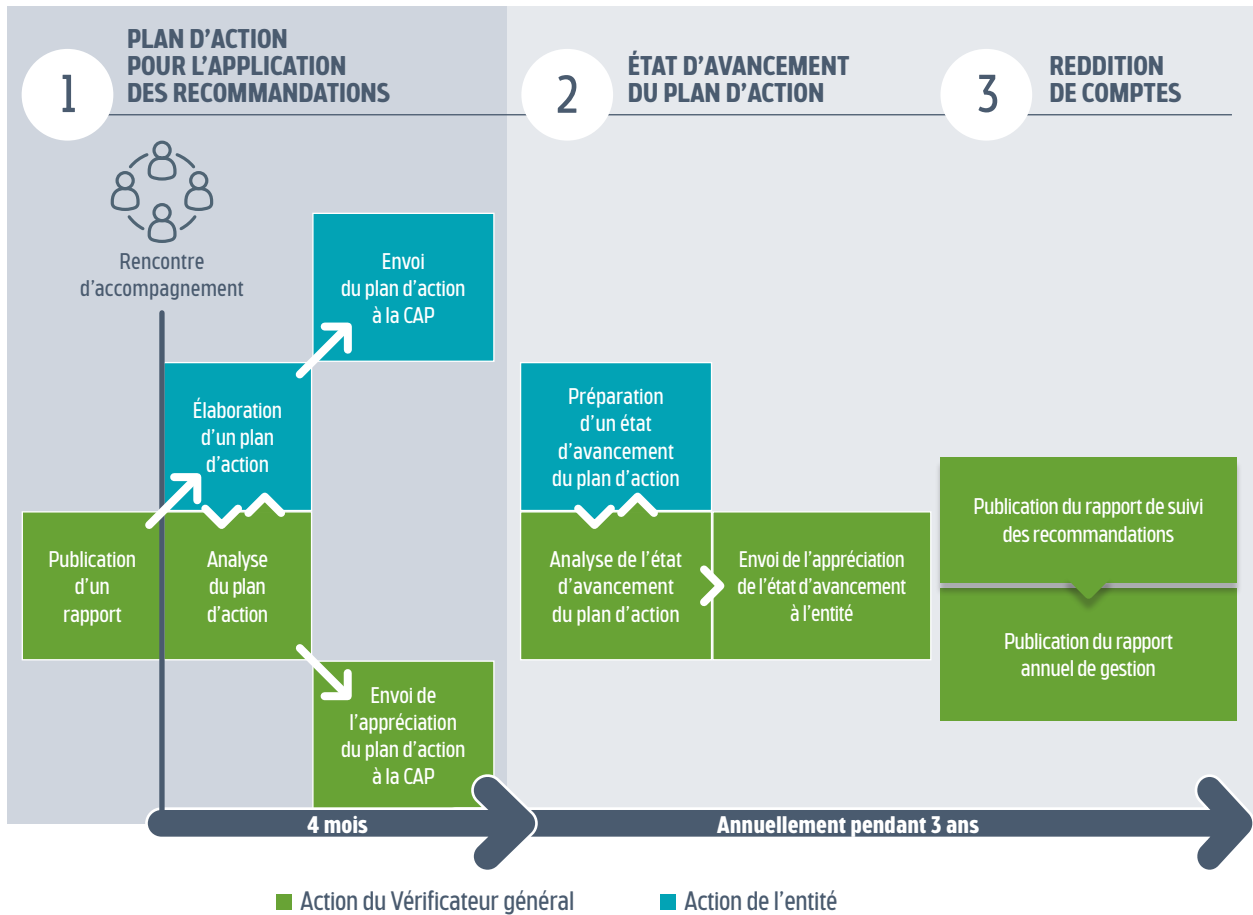 1
PLAN D’ACTION
POUR L’APPLICATION
DES RECOMMANDATIONS
2
ÉTAT D’AVANCEMENT
DU PLAN D’ACTION
3
REDDITION
DE COMPTES
Rencontre
d’accompagnement
Envoi
du plan d’action
à la CAP
Élaboration
d’un plan
d’action
Publication
d’un
rapport
Analyse
du plan
d’action
Envoi de
l’appréciation
du plan d’action
à la CAP
Préparation
d’un état
d’avancement
du plan d’action
Analyse de l’état
d’avancement
du plan d’action
Envoi de l’appréciation
de l’état d’avancement
à l’entité
Publication du rapport de suivi
des recommandations
Publication du rapport
annuel de gestion
4 mois
Annuellement pendant 3 ans
Action du Vérificateur général
Action de l’entité